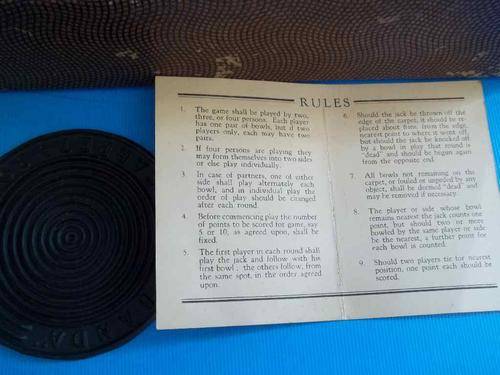 RULES
1. The game shall be played by two,
three, or four persons. Each player
has one pair of bowls, but if two
players only, each may have two
pairs.
2. If four persons are playing they
may form themselves into two sides
or else play individually.
3. In case of partners, one of either
side shall play alternately each
round, and in individual play the
order of play should be changed
after each round.
4. Before commencing play the number
of points to be scored for game, say
5 or 10, as agreed upon, shall be
fixed.
5. The first player in each round shall
play the jack and follow with his
first bowl; the others follow, from
the same spot, in the order agreed
upon.
6. Should the jack be thrown off the
edge of the carpet, it should be re-
placed about from the edge,
nearest point to where it went off,
but should the jack be knocked off
by a bowl in play that round is
"dead" and should be begun again
from the opposite end.
7. All bowls not remaining on the
carpet, or fouled or impeded by any
object, shall be deemed "dead" and
may be removed if necessary.
8. The player or side whose bowl
remains nearest the jack counts one
point, but should two or more
bowled by the same player or side
be the nearest, a further point for
each bowl is counted.
9. Should two players tie for nearest
position, one point each should be
scored.